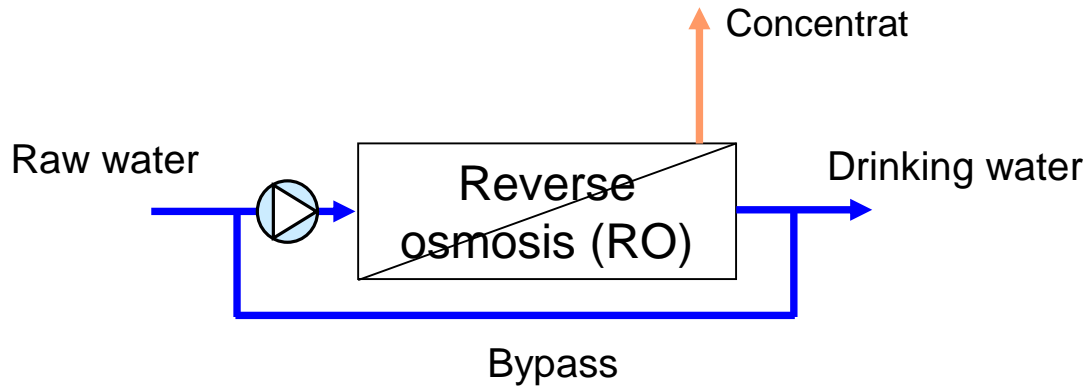 Concentrat
Raw water
Reverse
osmosis (RO)
Drinking water
Bypass